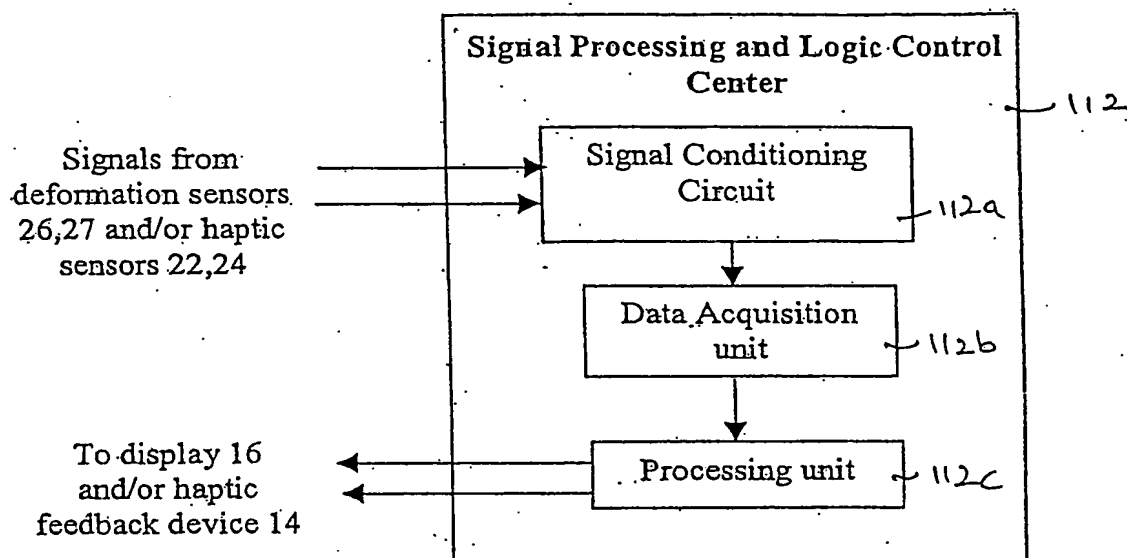 Signal Processing and Logic Control
Center
112
Signals from
deformation sensors
26,27 and/or haptic
sensors 22,24
Signal Conditioning
Circuit
112a
Data Acquisition
unit
112b
To display 16
and/or haptic
feedback device 14
Processing unit
112c